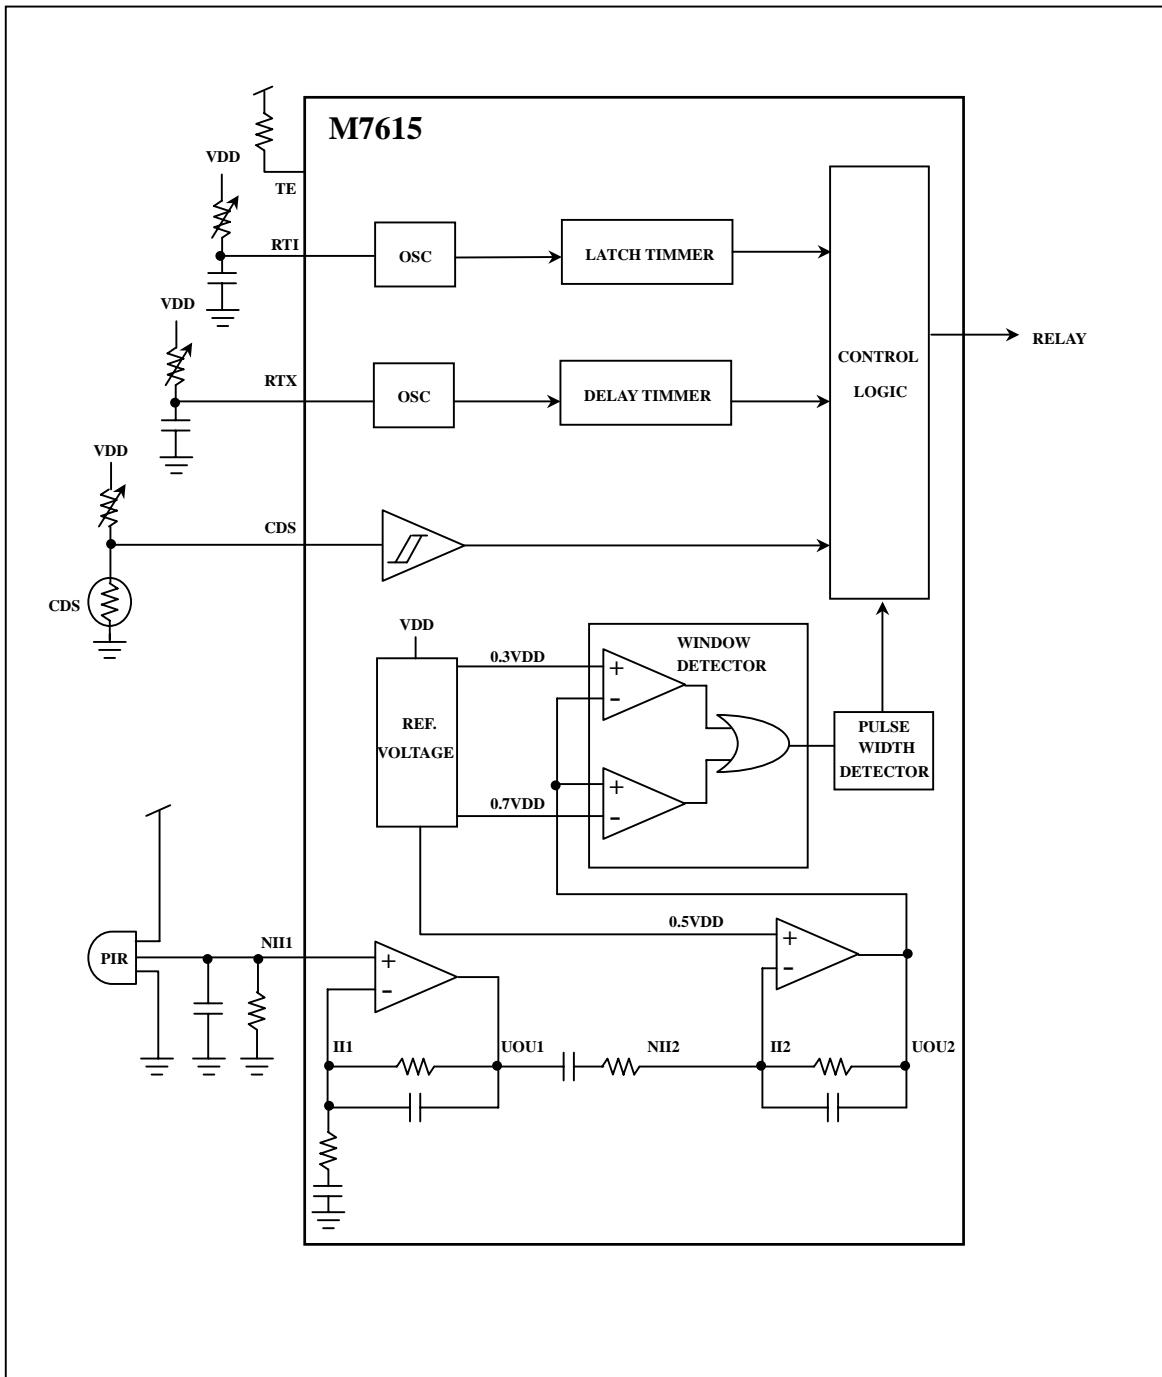 M7615
VDD
TE
RTI
OSC
LATCH TIMMER
VDD
RTX
OSC
DELAY TIMMER
CONTROL
LOGIC
RELAY
VDD
CDS
CDS
VDD
0.3VDD
WINDOW
DETECTOR
+
-
REF.
VOLTAGE
PULSE
WIDTH
DETECTOR
+
-
0.7VDD
0.5VDD
PIR
NII1
+
-
+
-
II1
UOU1
NII2
II2
UOU2